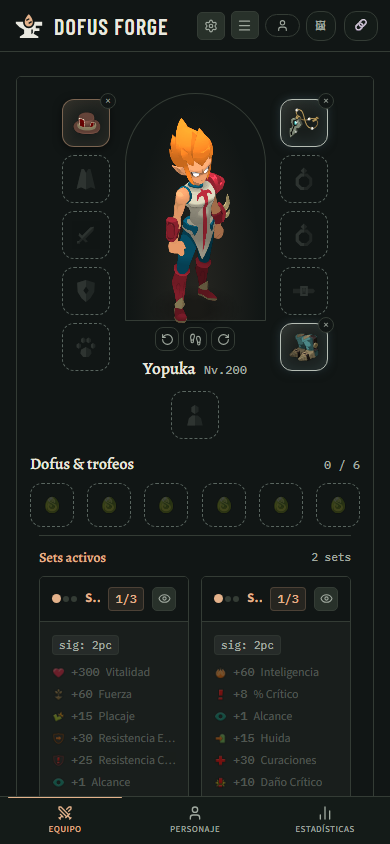 DOFUS FORGE
Yopuka Nv.200
Dofus & trofeos 0 / 6
Sets activos 2 sets
S.. 1/3
sig: 2pc
+300 Vitalidad
+60 Fuerza
+15 Placaje
+30 Resistencia E...
+25 Resistencia C...
+1 Alcance
S.. 1/3
sig: 2pc
+60 Inteligencia
+8 % Crítico
+1 Alcance
+15 Huida
+30 Curaciones
+10 Daño Crítico
EQUIPO PERSONAJE ESTADÍSTICAS